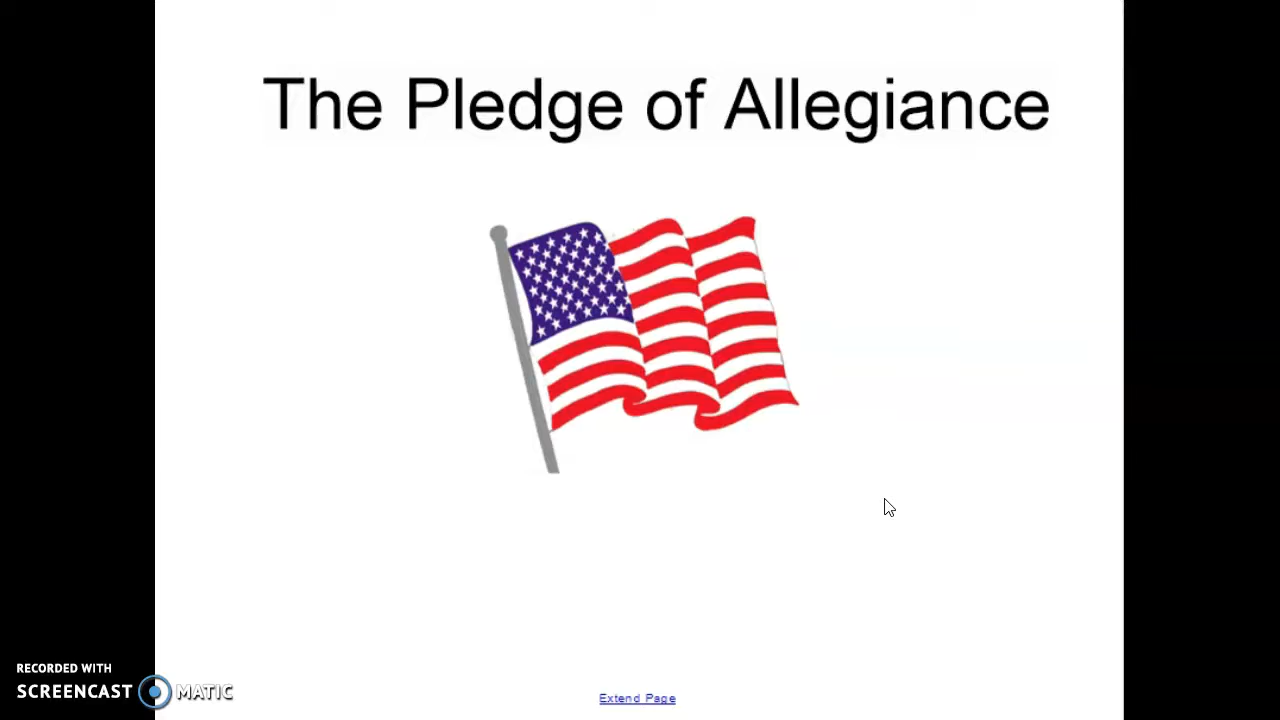 The Pledge of Allegiance
RECORDED WITH
SCREENCAST MATIC
Extend Page